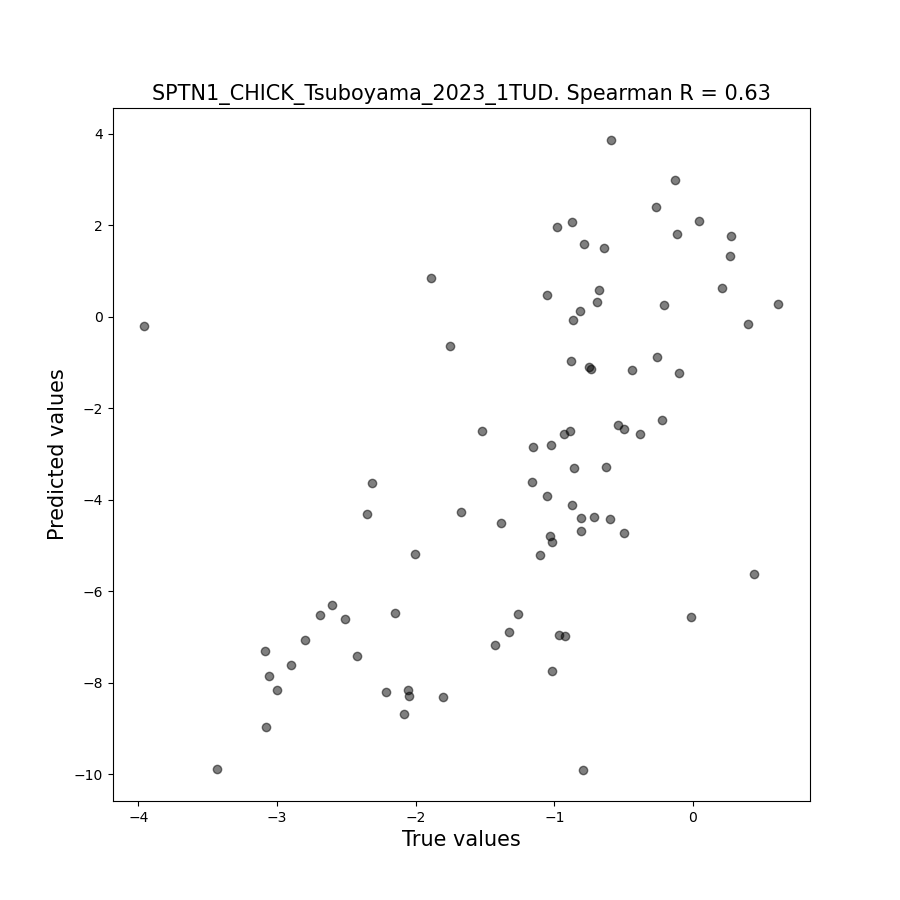 SPTN1_CHICK_Tsuboyama_2023_1TUD. Spearman R = 0.63
4
2
0
−2
−4
−6
−8
−10
Predicted values
−4 −3 −2 −1 0
True values